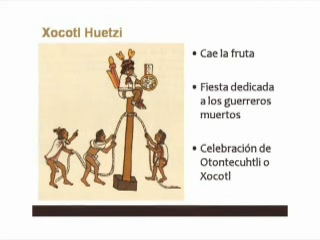 Xocotl Huetzi
• Cae la fruta
• Fiesta dedicada
a los guerreros
muertos
• Celebración de
Otontecuhtli o
Xocotl